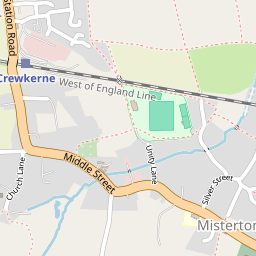 Station Road
Crewkerne
West of England Line
Middle Street
Unity Lane
Church Lane
Silver Street
Misterton